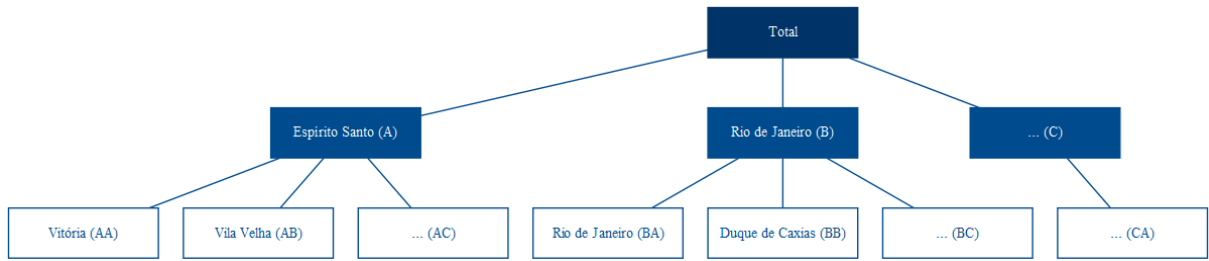 Total
Espírito Santo (A)
Rio de Janeiro (B)
... (C)
Vitória (AA)
Vila Velha (AB)
... (AC)
Rio de Janeiro (BA)
Duque de Caxias (BB)
... (BC)
... (CA)